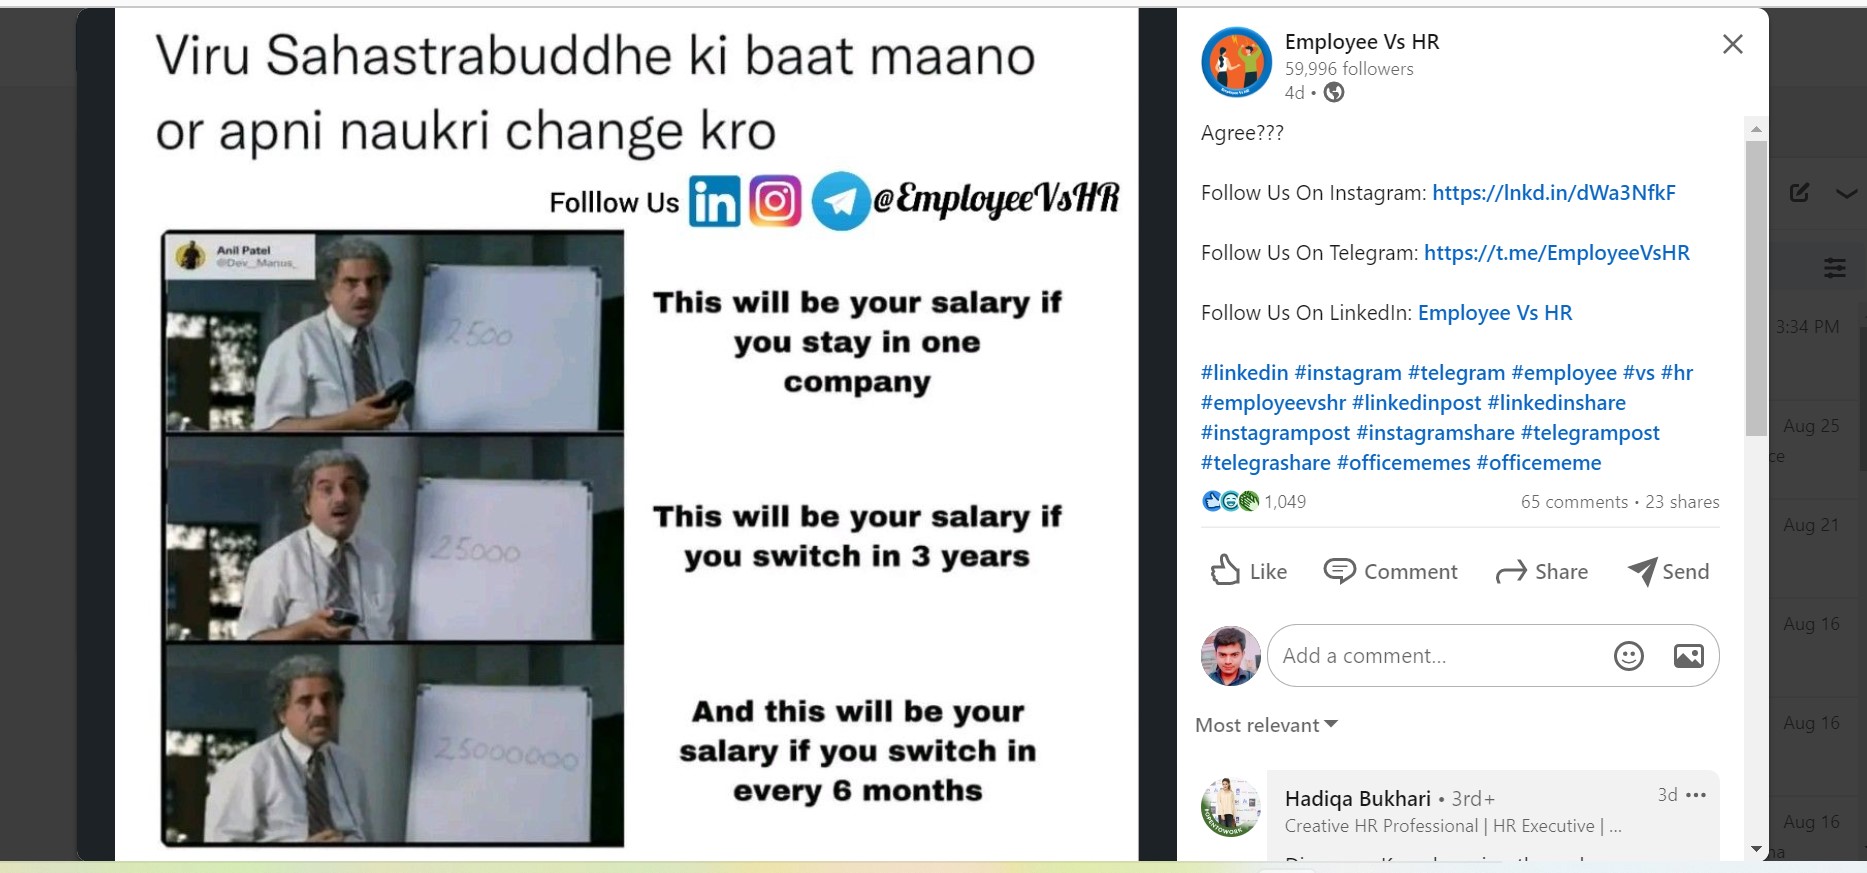 Viru Sahastrabuddhe ki baat maano
or apni naukri change kro
Folllow Us in @EmployeeVsHR
Anil Patel
@Dev_Manus_
2500
This will be your salary if
you stay in one
company
25000
This will be your salary if
you switch in 3 years
25000000
And this will be your
salary if you switch in
every 6 months
Employee Vs HR
59,996 followers
4d •
Agree???
Follow Us On Instagram: https://lnkd.in/dWa3NfkF
Follow Us On Telegram: https://t.me/EmployeeVsHR
Follow Us On LinkedIn: Employee Vs HR
#linkedin #instagram #telegram #employee #vs #hr
#employeevshr #linkedinpost #linkedinshare
#instagrampost #instagramshare #telegrampost
#telegrashare #officememes #officememe
1,049
65 comments • 23 shares
Like Comment Share Send
Add a comment...
Most relevant
Hadiqa Bukhari • 3rd+
3d
Creative HR Professional | HR Executive | ...
#OPENTOWORK
3:34 PM
Aug 25
ce
Aug 21
Aug 16
Aug 16
Aug 16
na